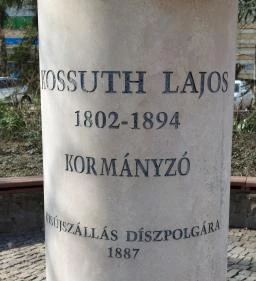 KOSSUTH LAJOS
1802-1894
KORMÁNYZÓ
DÍSZPOLGÁRA
1887